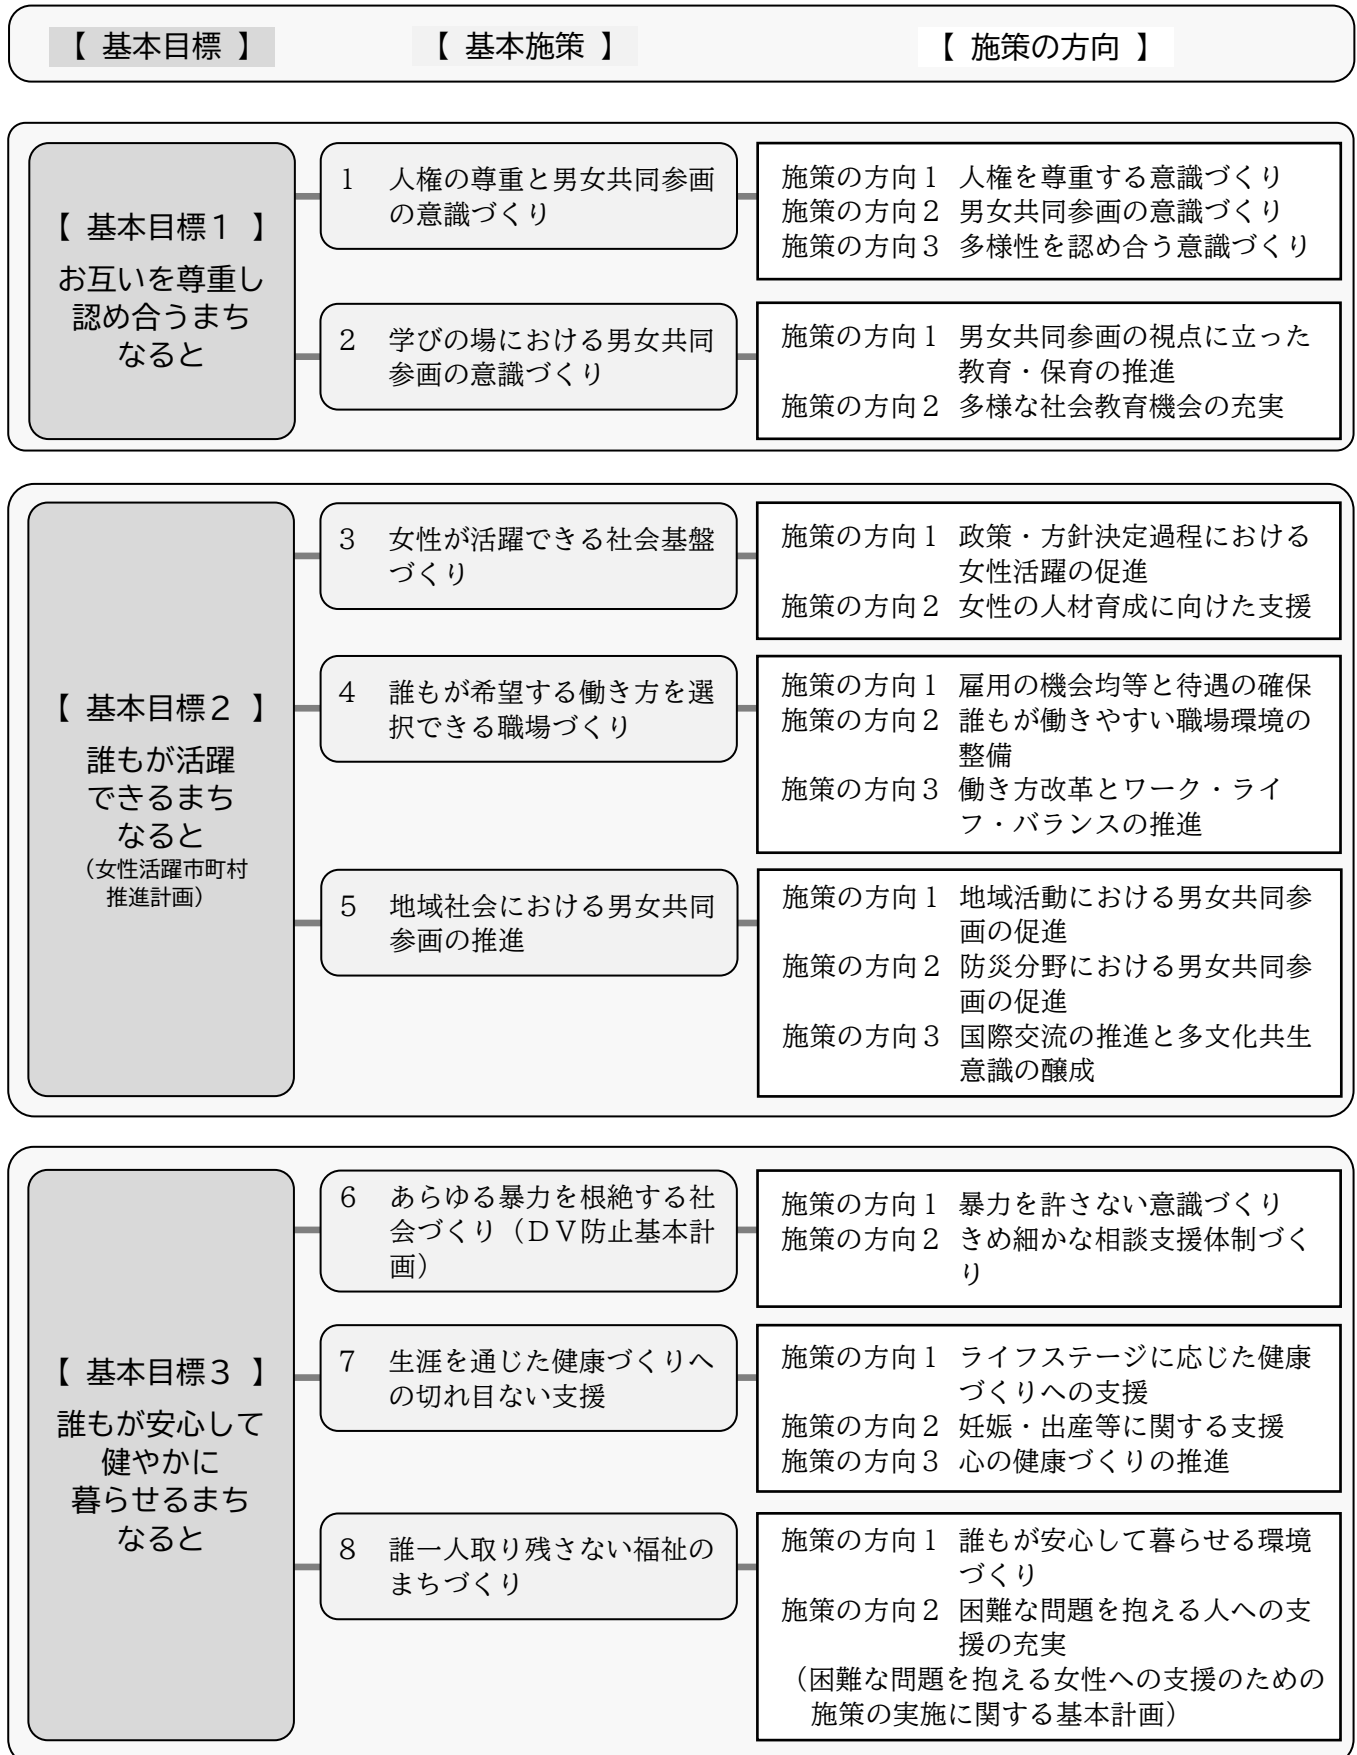 【 基本目標 】 【 基本施策 】 【 施策の方向 】
【 基本目標１ 】
お互いを尊重し
認め合うまち
なると
１ 人権の尊重と男女共同参画
の意識づくり
施策の方向１ 人権を尊重する意識づくり
施策の方向２ 男女共同参画の意識づくり
施策の方向３ 多様性を認め合う意識づくり
２ 学びの場における男女共同
参画の意識づくり
施策の方向１ 男女共同参画の視点に立った
教育・保育の推進
施策の方向２ 多様な社会教育機会の充実
【 基本目標２ 】
誰もが活躍
できるまち
なると
（女性活躍市町村
推進計画）
３ 女性が活躍できる社会基盤
づくり
施策の方向１ 政策・方針決定過程における
女性活躍の促進
施策の方向２ 女性の人材育成に向けた支援
４ 誰もが希望する働き方を選
択できる職場づくり
施策の方向１ 雇用の機会均等と待遇の確保
施策の方向２ 誰もが働きやすい職場環境の
整備
施策の方向３ 働き方改革とワーク・ライ
フ・バランスの推進
５ 地域社会における男女共同
参画の推進
施策の方向１ 地域活動における男女共同参
画の促進
施策の方向２ 防災分野における男女共同参
画の促進
施策の方向３ 国際交流の推進と多文化共生
意識の醸成
【 基本目標３ 】
誰もが安心して
健やかに
暮らせるまち
なると
６ あらゆる暴力を根絶する社
会づくり（ＤＶ防止基本計
画）
施策の方向１ 暴力を許さない意識づくり
施策の方向２ きめ細かな相談支援体制づく
り
７ 生涯を通じた健康づくりへ
の切れ目ない支援
施策の方向１ ライフステージに応じた健康
づくりへの支援
施策の方向２ 妊娠・出産等に関する支援
施策の方向３ 心の健康づくりの推進
８ 誰一人取り残さない福祉の
まちづくり
施策の方向１ 誰もが安心して暮らせる環境
づくり
施策の方向２ 困難な問題を抱える人への支
援の充実
（困難な問題を抱える女性への支援のための
施策の実施に関する基本計画）